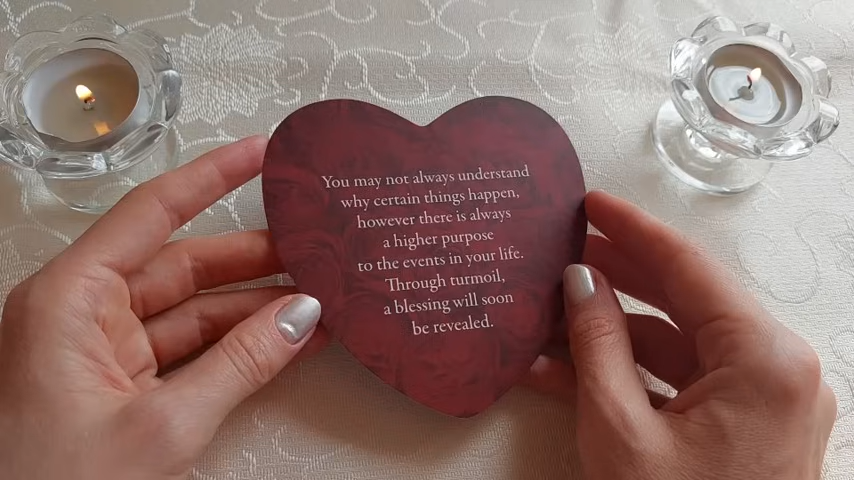 You may not always understand
why certain things happen,
however there is always
a higher purpose
to the events in your life.
Through turmoil,
a blessing will soon
be revealed.